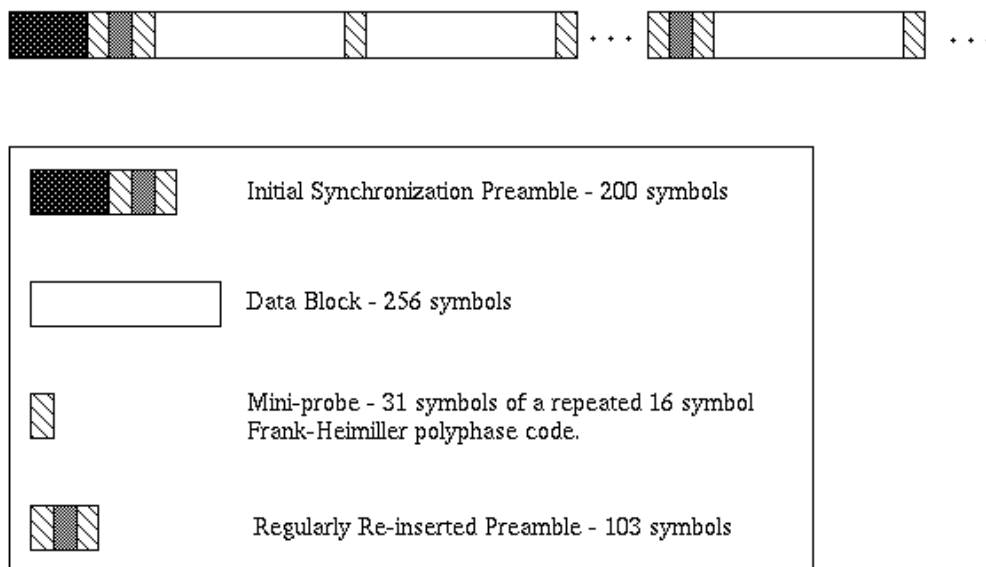 Initial Synchronization Preamble - 200 symbols
Data Block - 256 symbols
Mini-probe - 31 symbols of a repeated 16 symbol
Frank-Heimiller polyphase code.
Regularly Re-inserted Preamble - 103 symbols